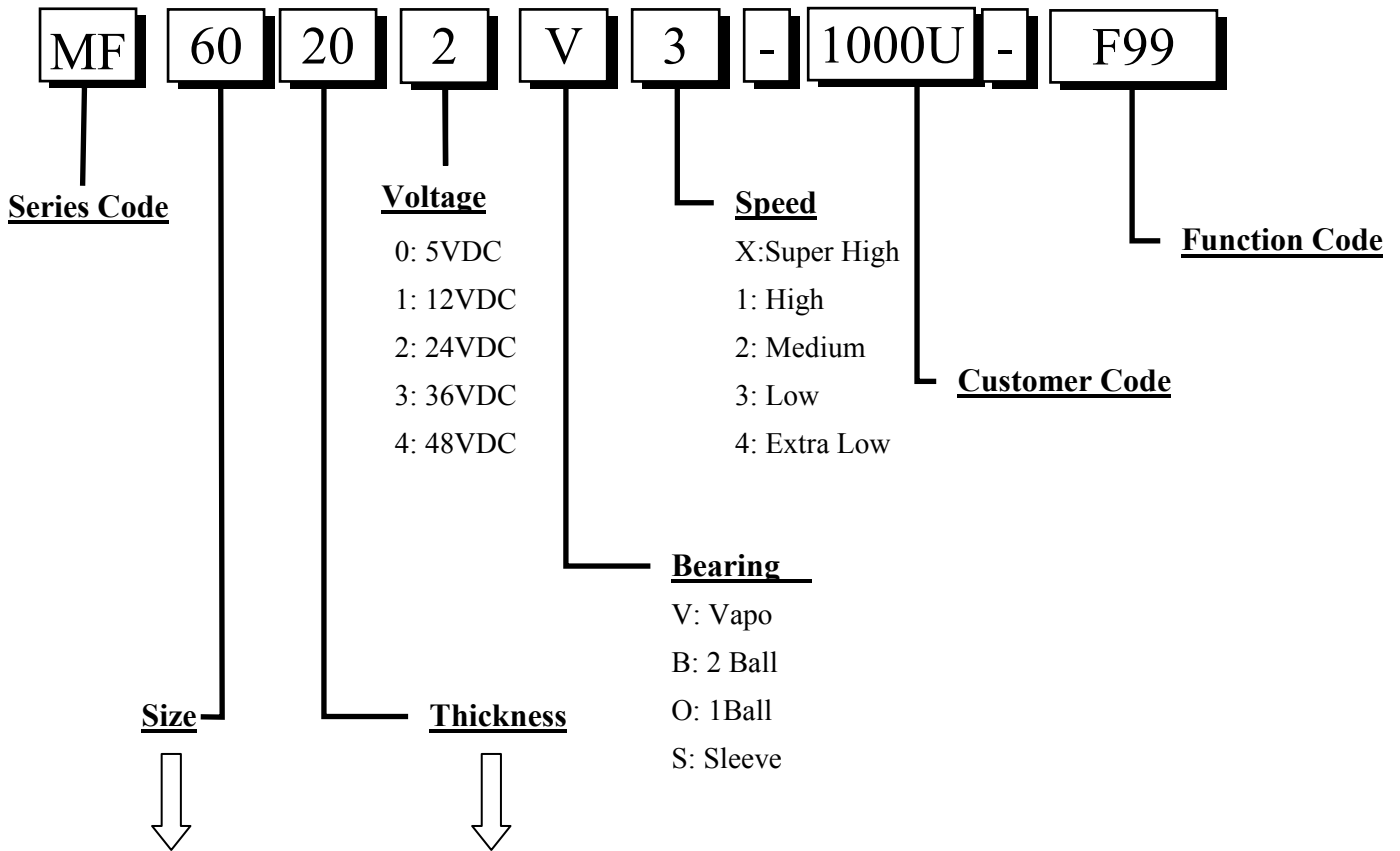 MF 60 20 2 V 3 - 1000U - F99
Series Code
Voltage
0: 5VDC
1: 12VDC
2: 24VDC
3: 36VDC
4: 48VDC
Speed
X:Super High
1: High
2: Medium
3: Low
4: Extra Low
Function Code
Customer Code
Bearing
V: Vapo
B: 2 Ball
O: 1Ball
S: Sleeve
Size
Thickness